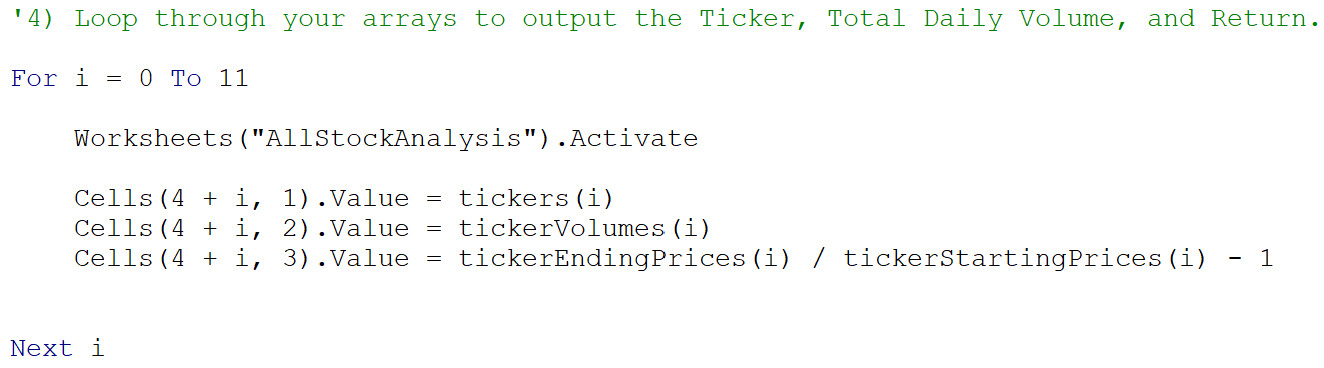 '4) Loop through your arrays to output the Ticker, Total Daily Volume, and Return.
For i = 0 To 11
Worksheets("AllStockAnalysis").Activate
Cells(4 + i, 1).Value = tickers(i)
Cells(4 + i, 2).Value = tickerVolumes(i)
Cells(4 + i, 3).Value = tickerEndingPrices(i) / tickerStartingPrices(i) - 1
Next i